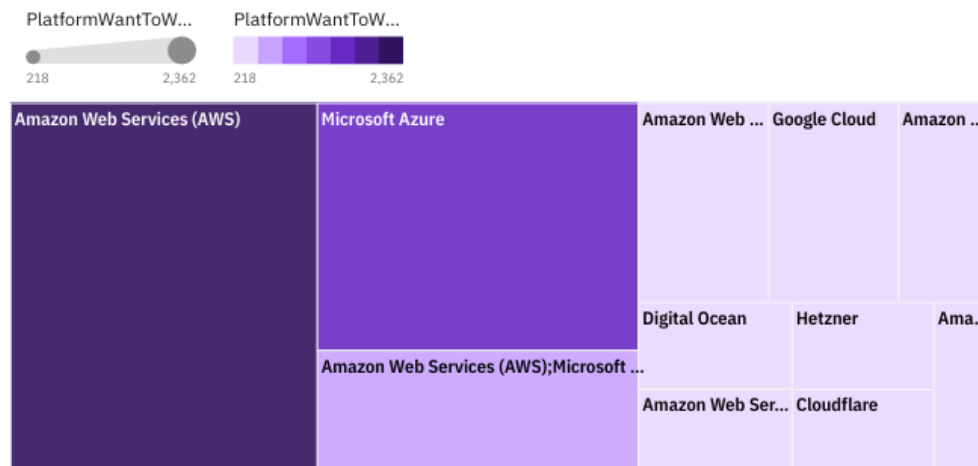 PlatformWantToW... PlatformWantToW...
218 2,362 218 2,362
Amazon Web Services (AWS) Microsoft Azure Amazon Web ... Google Cloud Amazon ...
Digital Ocean Hetzner Ama...
Amazon Web Services (AWS);Microsoft ...
Amazon Web Ser... Cloudflare